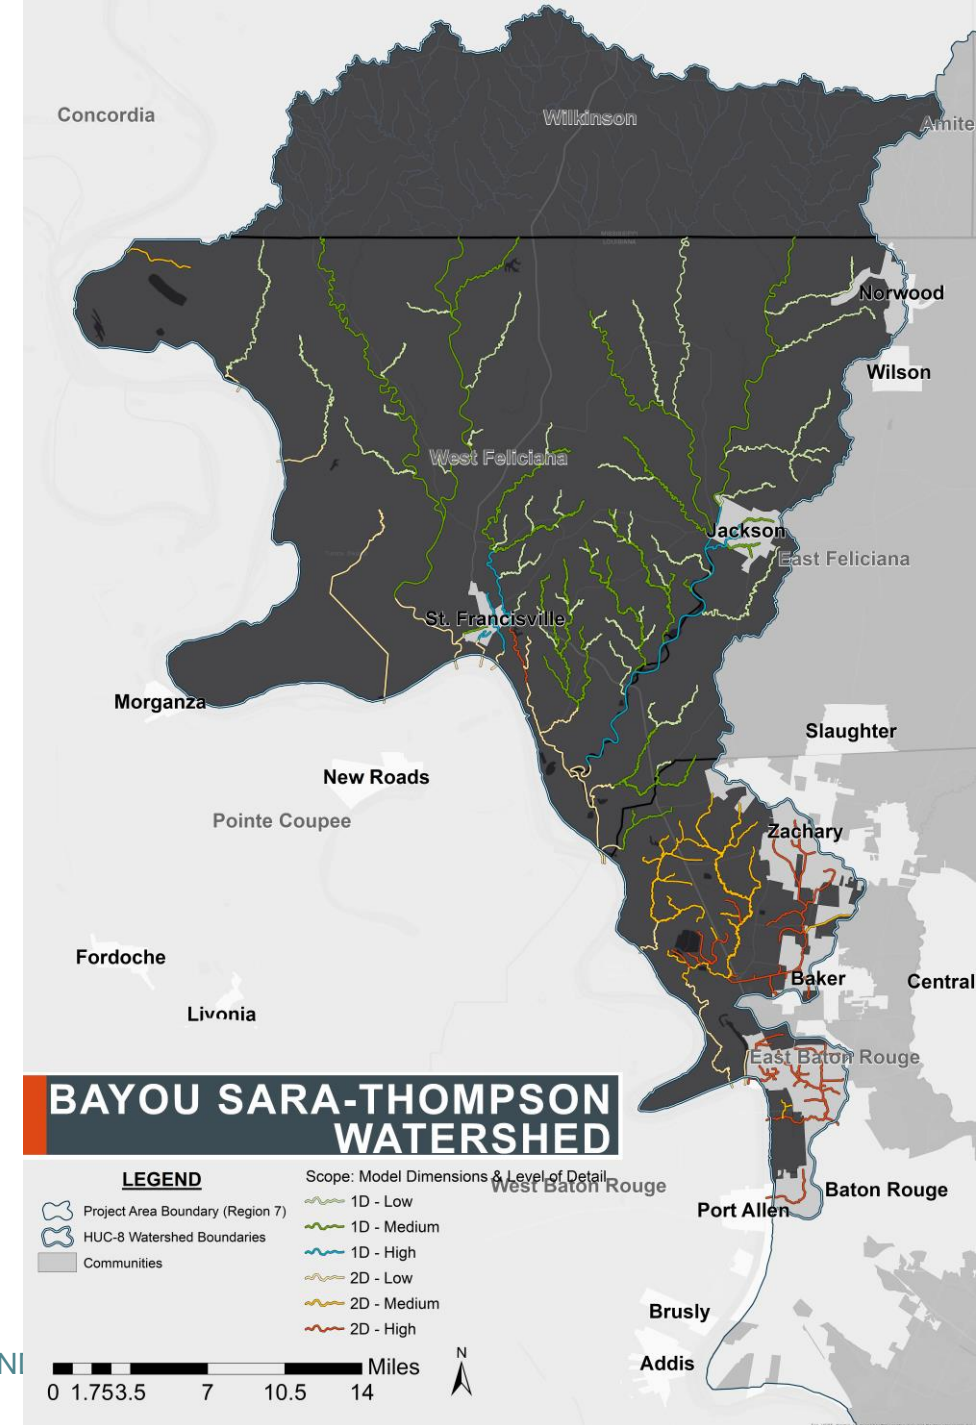 Concordia
Wilkinson
Amite
Norwood
Wilson
West Feliciana
Jackson
East Feliciana
St. Francisville
Morganza
Slaughter
New Roads
Pointe Coupee
Zachary
Fordoche
Baker
Central
Livonia
East Baton Rouge
BAYOU SARA-THOMPSON
WATERSHED
LEGEND
Project Area Boundary (Region 7)
HUC-8 Watershed Boundaries
Communities
Scope: Model Dimensions & Level of Detail
1D - Low
1D - Medium
1D - High
2D - Low
2D - Medium
2D - High
West Baton Rouge
Baton Rouge
Port Allen
Brusly
Addis
N
Miles
0 1.75 3.5 7 10.5 14